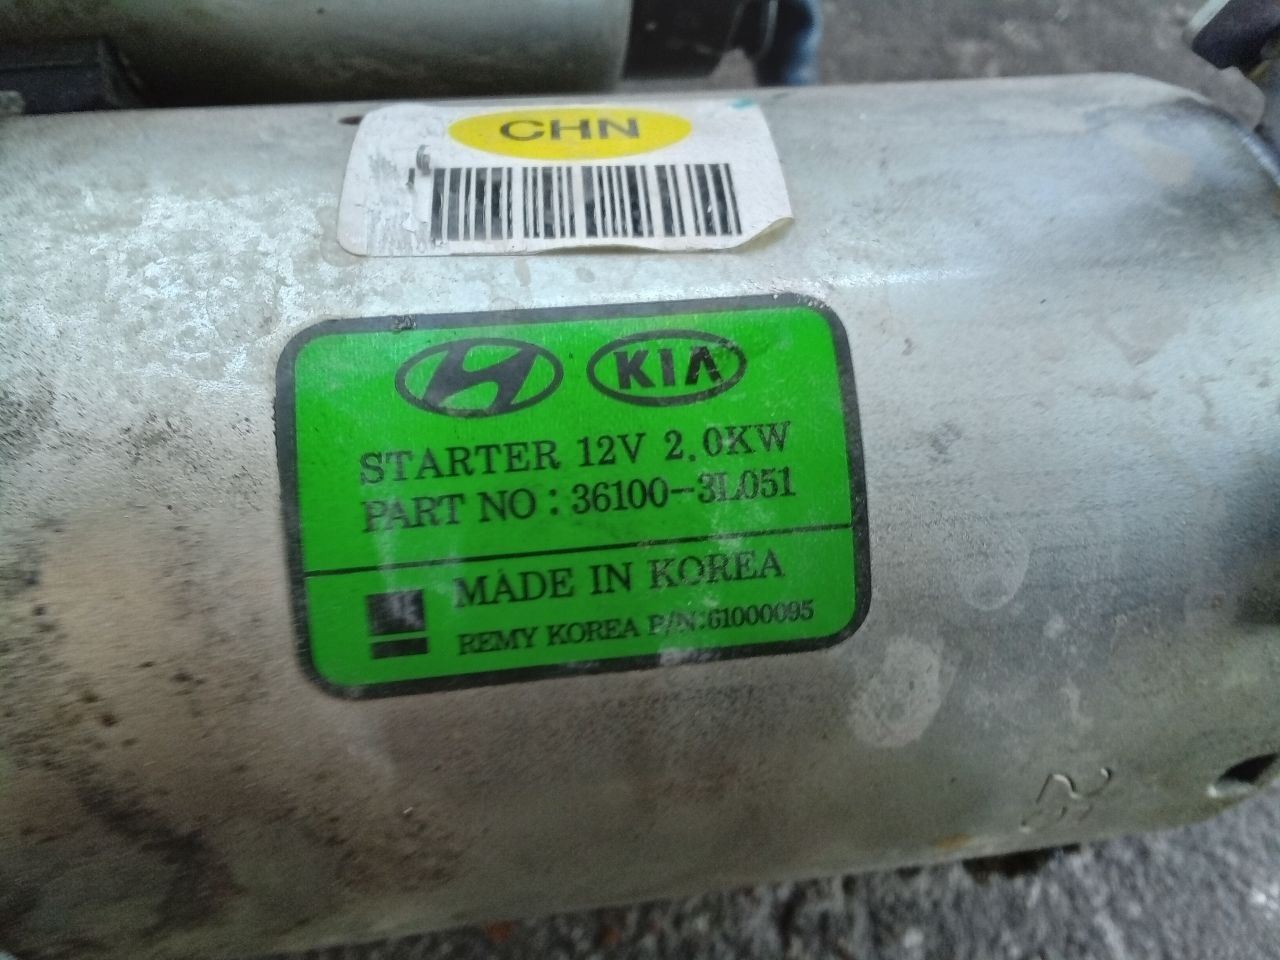 CHN
KIA
STARTER 12V 2.0KW
PART NO : 36100-3L051
MADE IN KOREA
REMY KOREA P/N:61000095